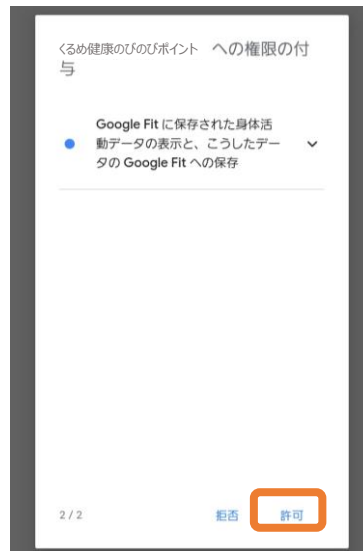 くるめ健康のびのびポイント への権限の付
与
Google Fit に保存された身体活
動データの表示と、こうしたデー
タの Google Fit への保存
2 / 2 拒否 許可